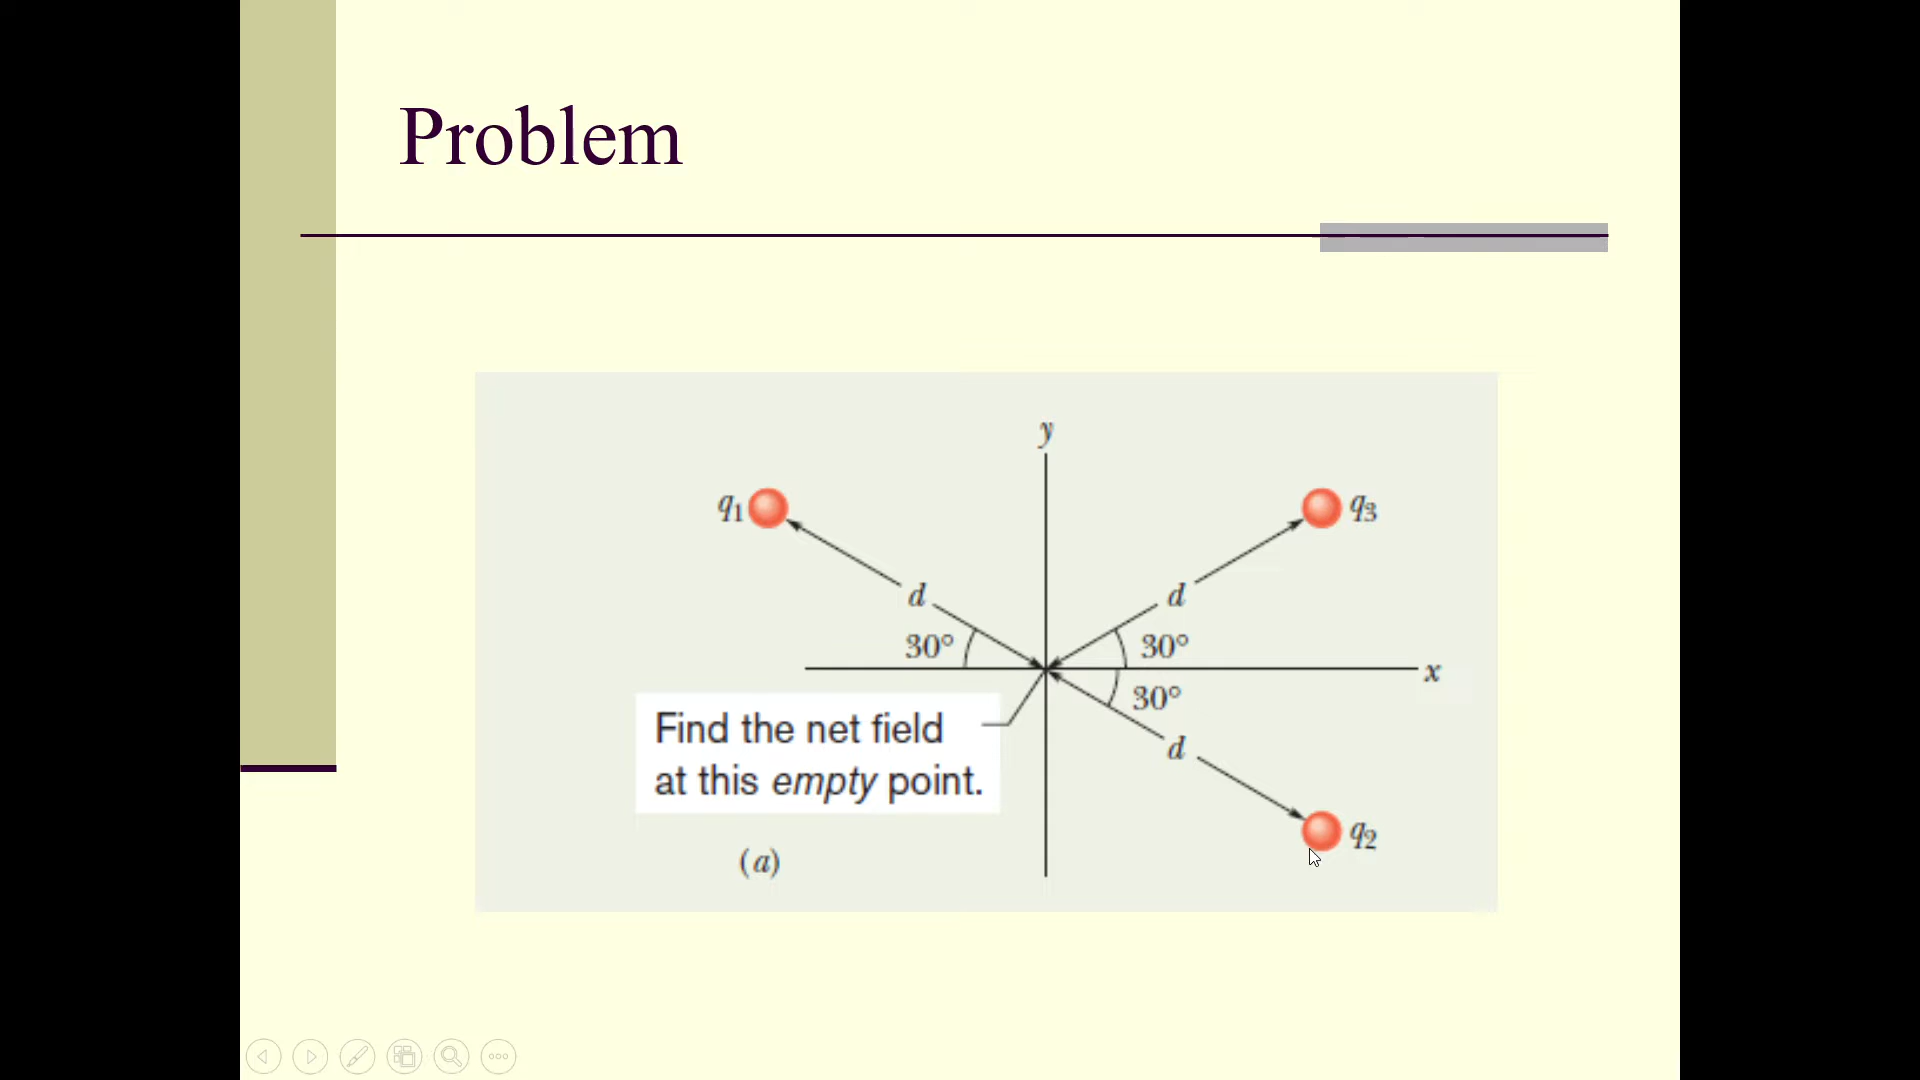 Problem
y
q₁
q₃
d
d
30°
30°
x
30°
Find the net field
at this empty point.
d
q₂
(a)